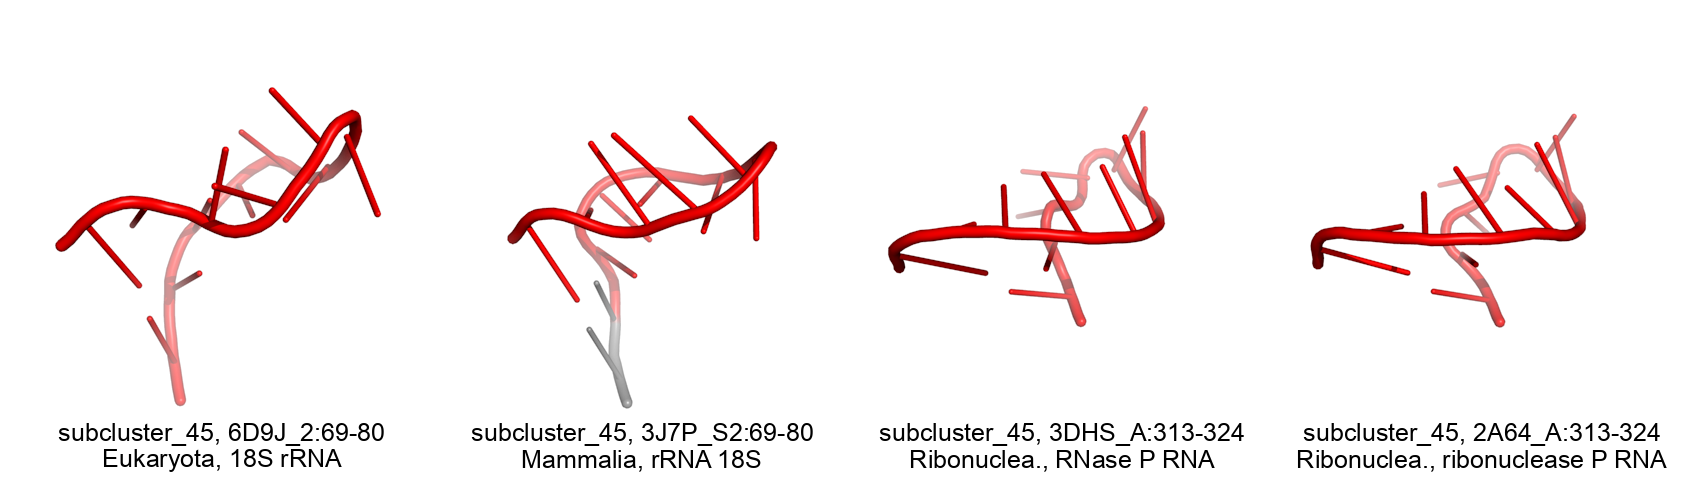 subcluster_45, 6D9J_2:69-80
Eukaryota, 18S rRNA
subcluster_45, 3J7P_S2:69-80
Mammalia, rRNA 18S
subcluster_45, 3DHS_A:313-324
Ribonuclea., RNase P RNA
subcluster_45, 2A64_A:313-324
Ribonuclea., ribonuclease P RNA